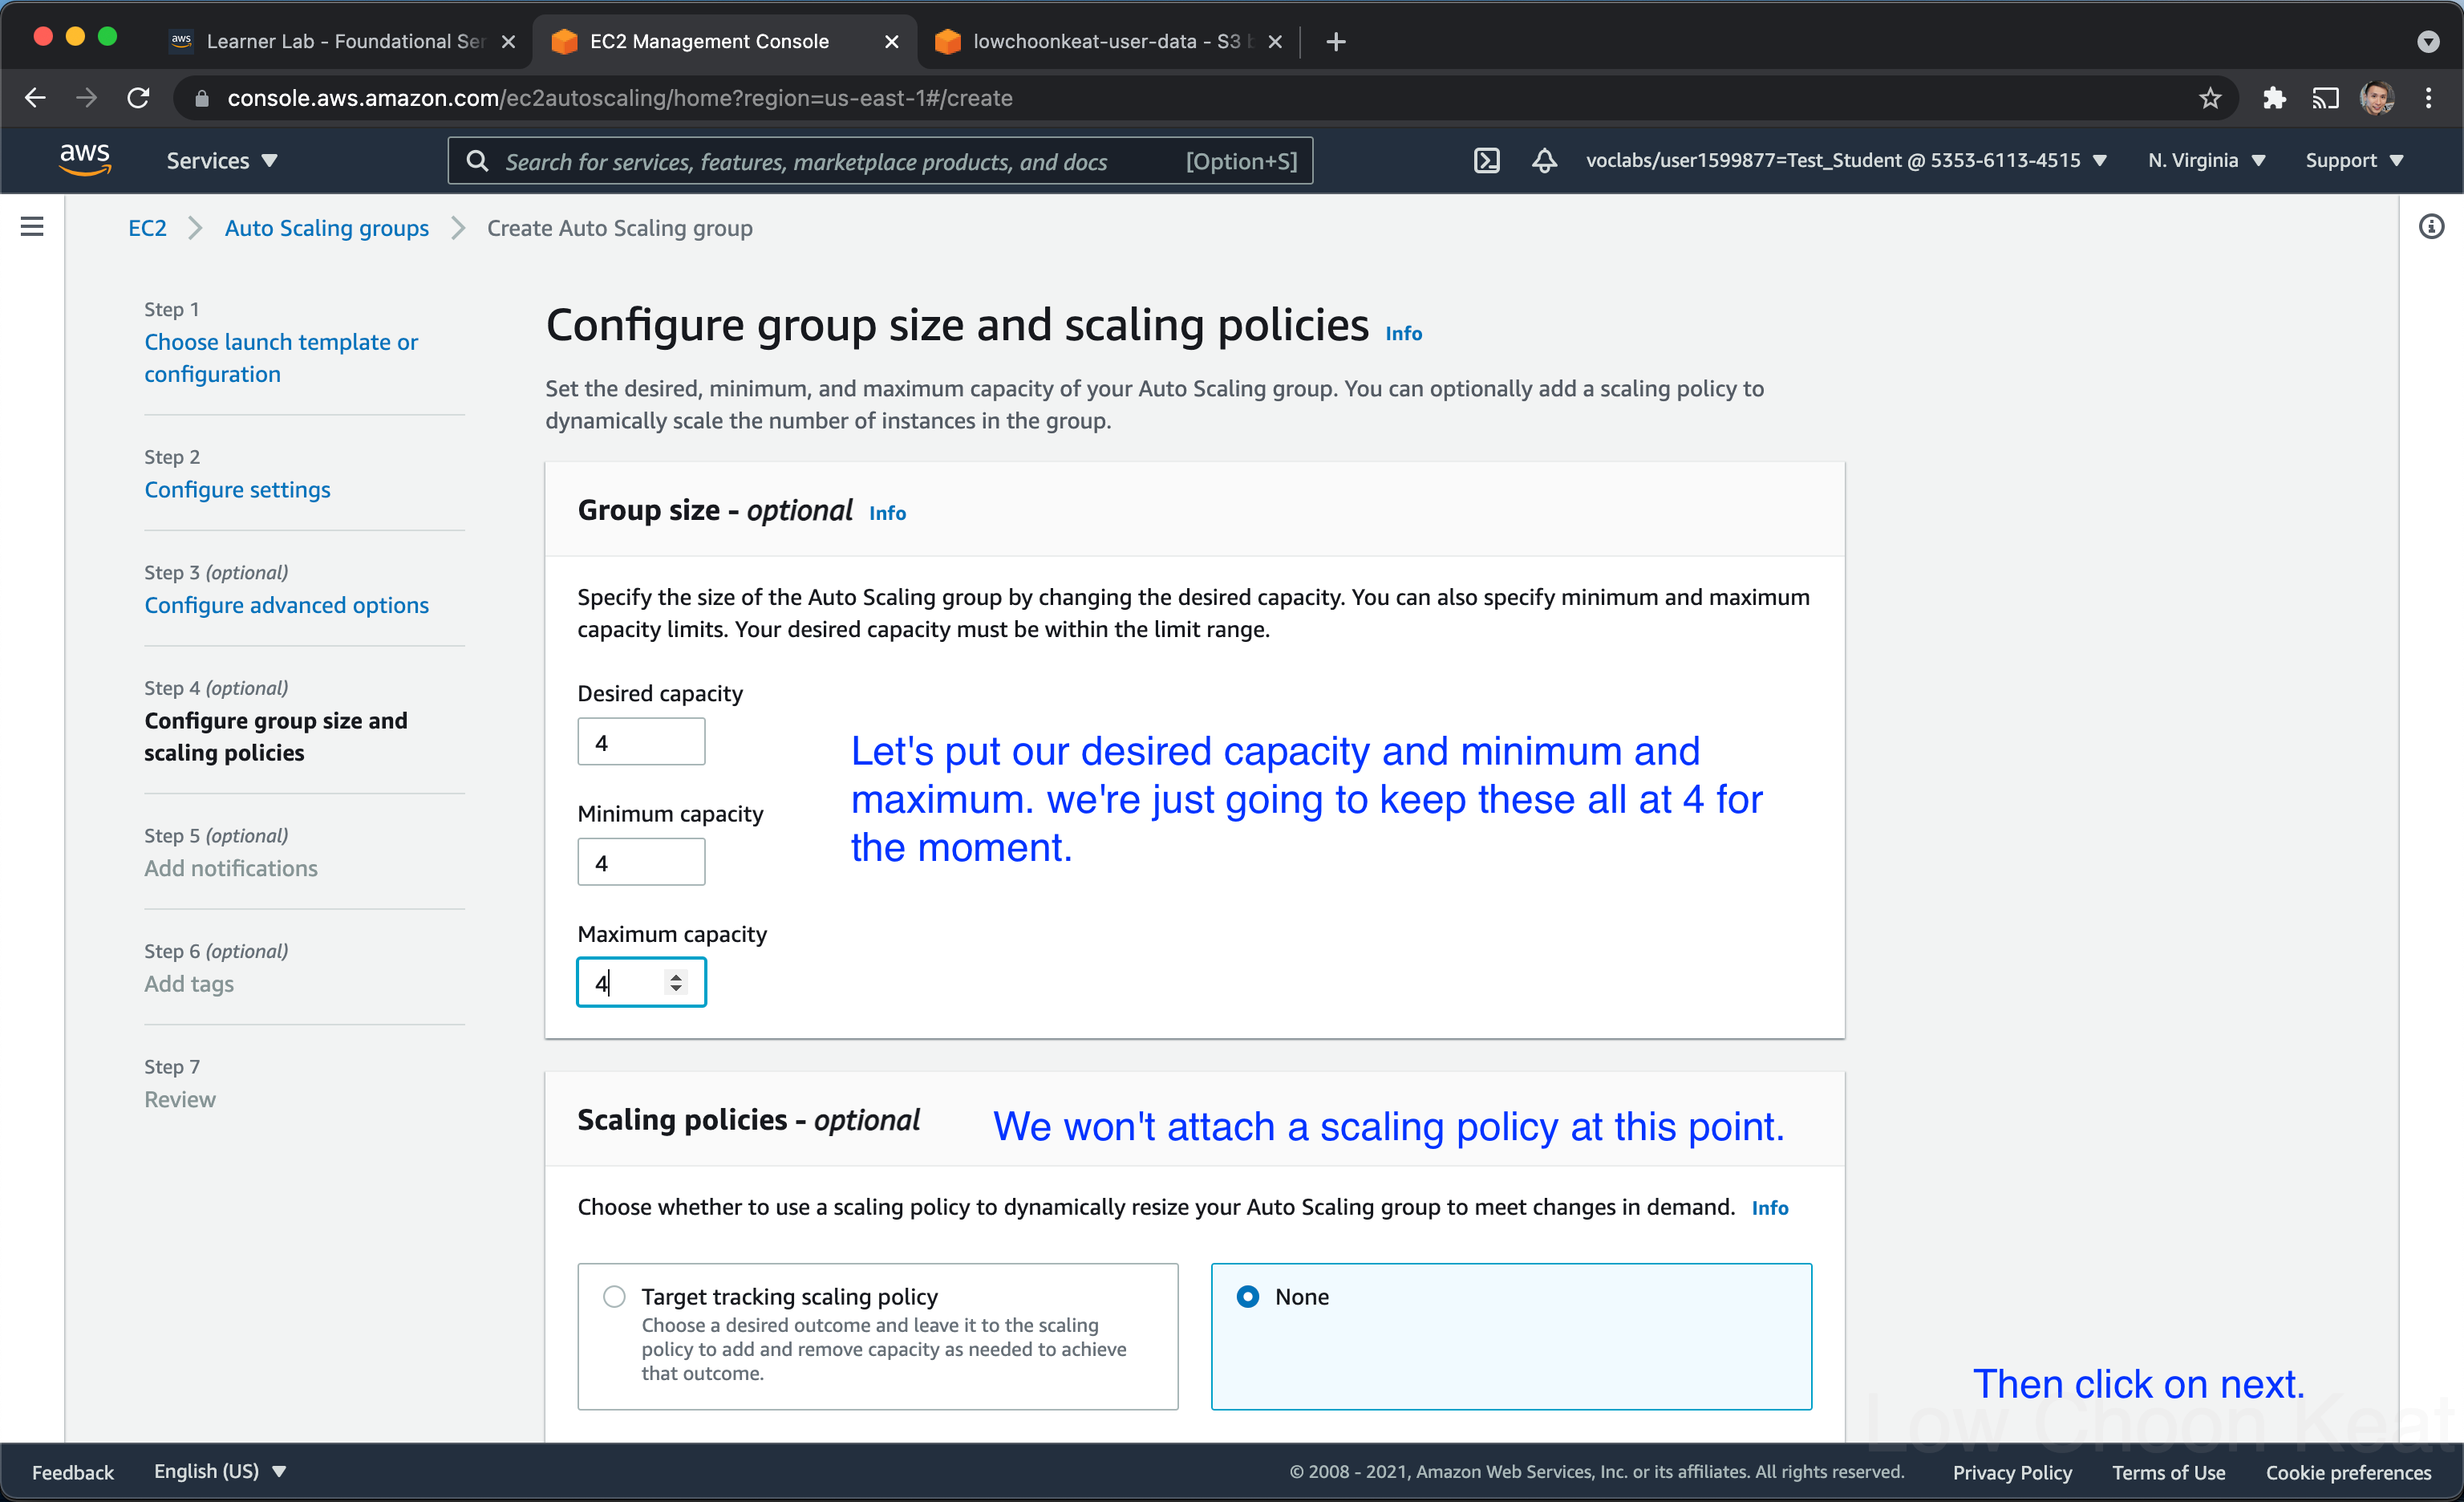 aws Learner Lab - Foundational Ser
EC2 Management Console
lowchoonkeat-user-data - S3 b
console.aws.amazon.com/ec2autoscaling/home?region=us-east-1#/create
aws Services Search for services, features, marketplace products, and docs [Option+S] voclabs/user1599877=Test_Student @ 5353-6113-4515 N. Virginia Support
EC2 Auto Scaling groups Create Auto Scaling group
Step 1
Choose launch template or
configuration
Step 2
Configure settings
Step 3 (optional)
Configure advanced options
Step 4 (optional)
Configure group size and
scaling policies
Step 5 (optional)
Add notifications
Step 6 (optional)
Add tags
Step 7
Review
Configure group size and scaling policies Info
Set the desired, minimum, and maximum capacity of your Auto Scaling group. You can optionally add a scaling policy to
dynamically scale the number of instances in the group.
Group size - optional Info
Specify the size of the Auto Scaling group by changing the desired capacity. You can also specify minimum and maximum
capacity limits. Your desired capacity must be within the limit range.
Desired capacity
4
Minimum capacity
4
Maximum capacity
4
Let's put our desired capacity and minimum and
maximum. we're just going to keep these all at 4 for
the moment.
Scaling policies - optional
We won't attach a scaling policy at this point.
Choose whether to use a scaling policy to dynamically resize your Auto Scaling group to meet changes in demand. Info
Target tracking scaling policy
Choose a desired outcome and leave it to the scaling
policy to add and remove capacity as needed to achieve
that outcome.
None
Then click on next.
Low Choon Keat
Feedback English (US) © 2008 - 2021, Amazon Web Services, Inc. or its affiliates. All rights reserved. Privacy Policy Terms of Use Cookie preferences